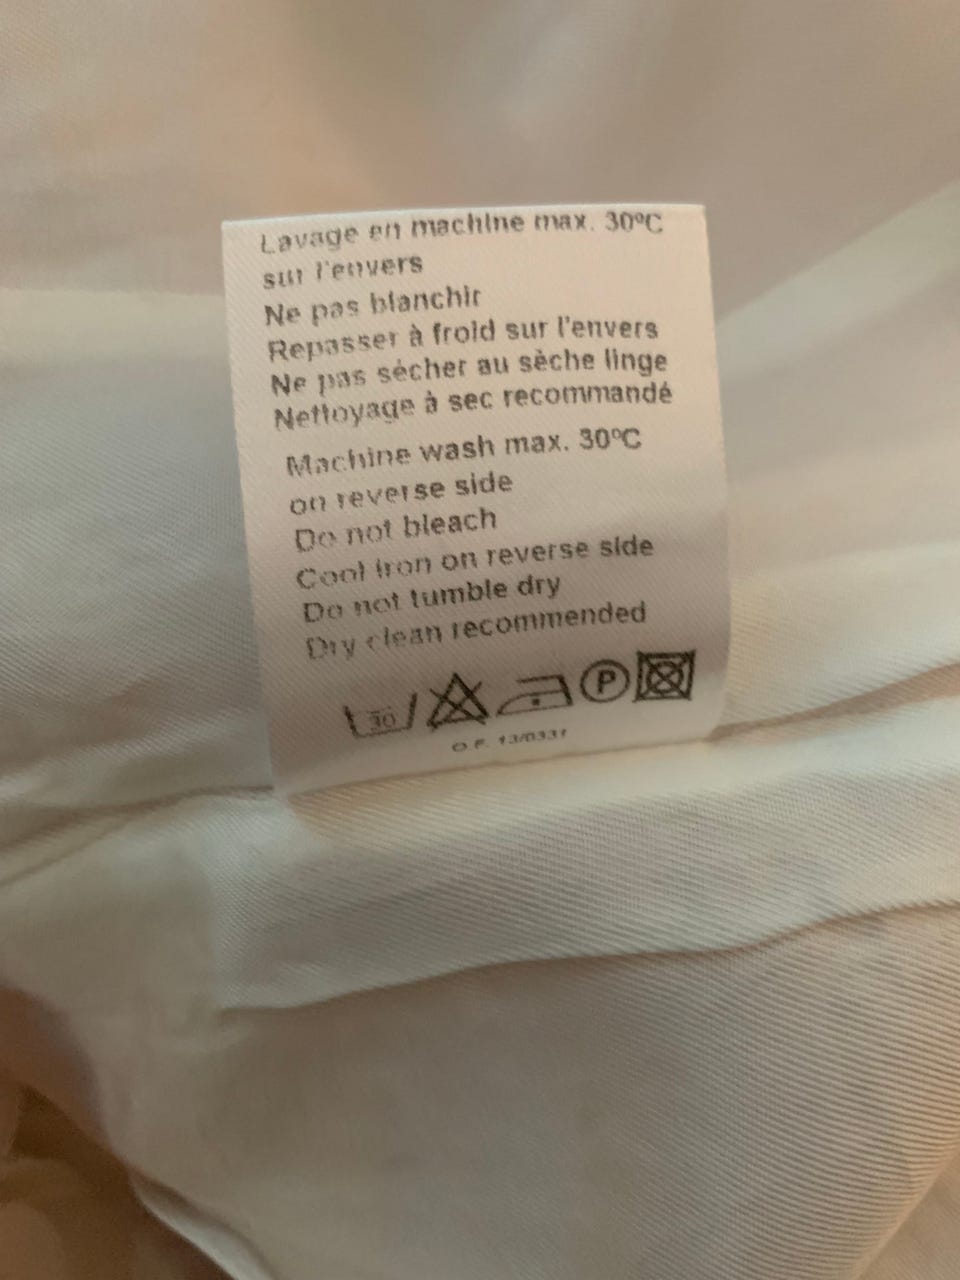 Lavage en machine max. 30°C
sur l'envers
Ne pas blanchir
Repasser à froid sur l'envers
Ne pas sécher au sèche linge
Nettoyage à sec recommandé
Machine wash max. 30°C
on reverse side
Do not bleach
Cool iron on reverse side
Do not tumble dry
Dry clean recommended
30 P
O.F. 13/0331